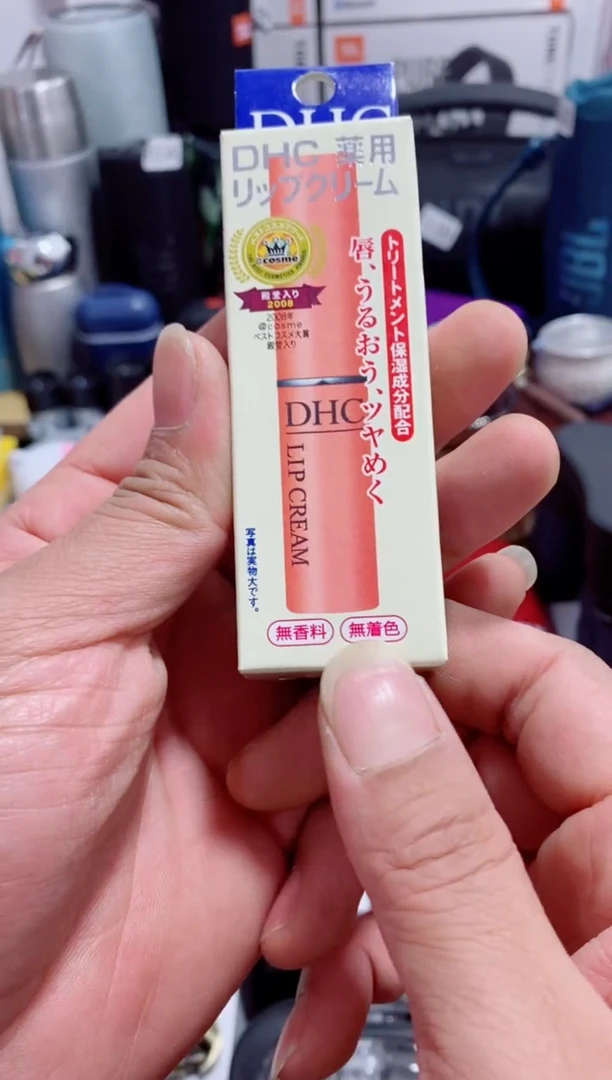 DHC
DHC 薬用
リップクリーム
@cosme
殿堂入り
2008
2008年
@cosme
ベストコスメ大賞
殿堂入り
トリートメント保湿成分配合
唇、うるおう、ツヤめく
DHC
LIP CREAM
写真は実物大です。
無香料
無着色
JBL